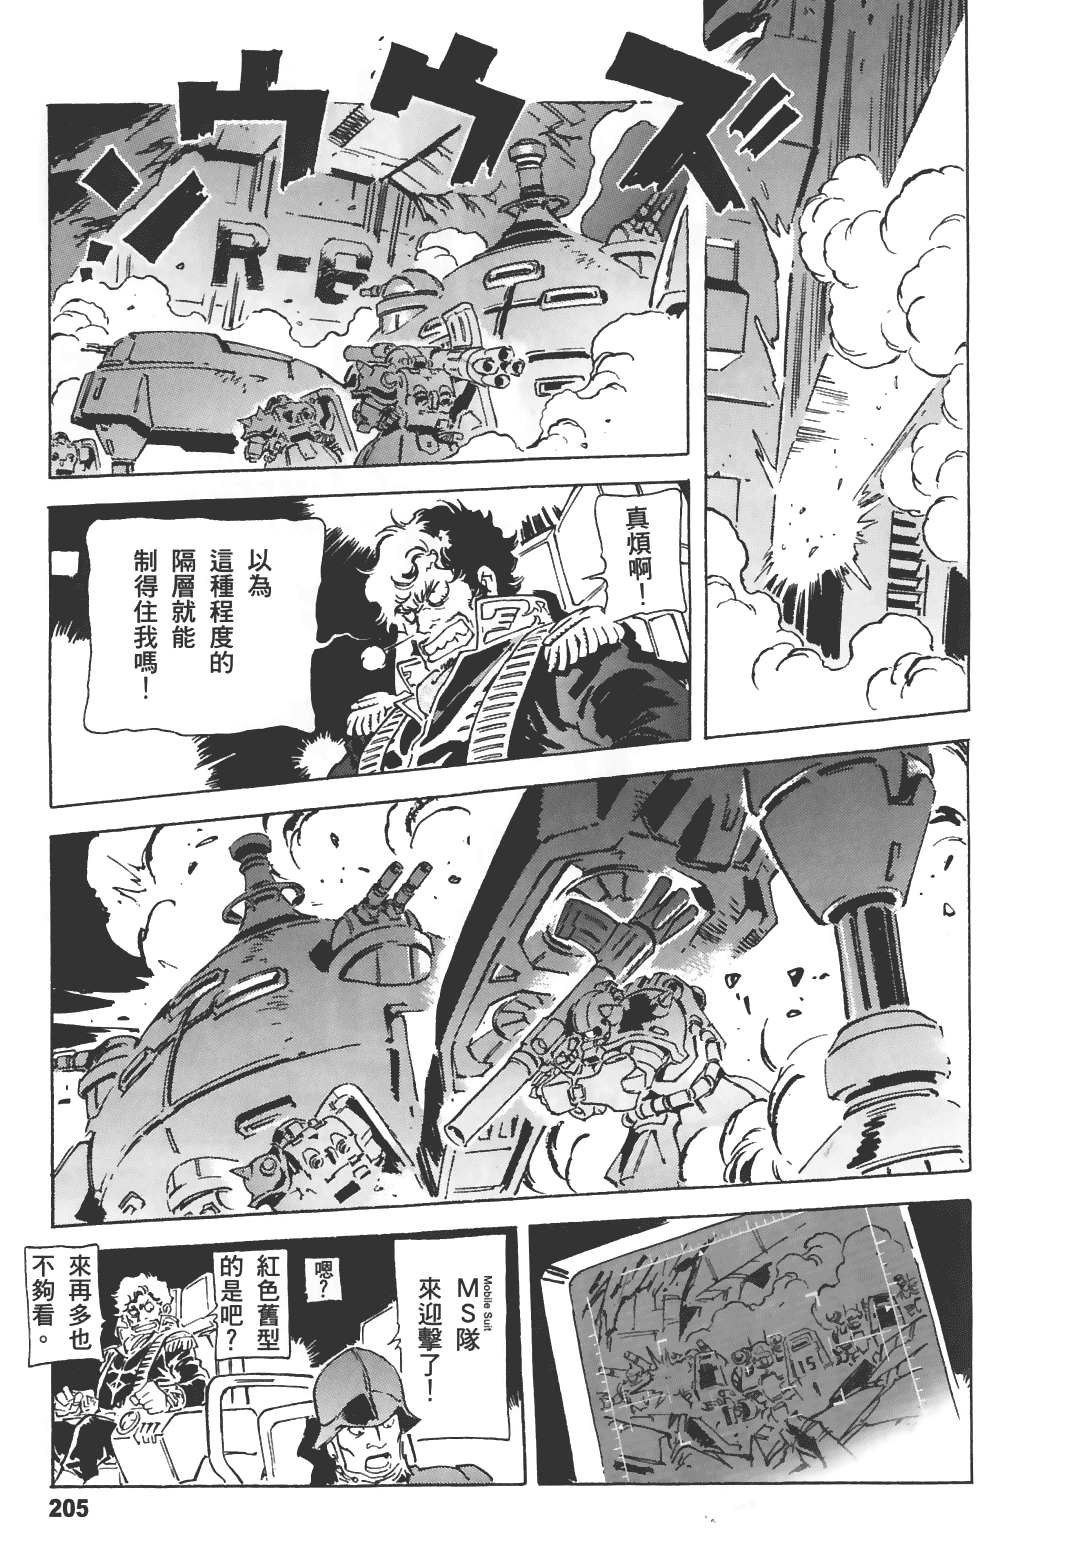 ズウウン
R-E
真煩啊！
以為
這種程度的
隔層就能
制得住我嗎！
15
MS隊
Mobile Suit
來迎擊了！
嗯？
紅色舊型
的是吧？
來再多也
不夠看。
205